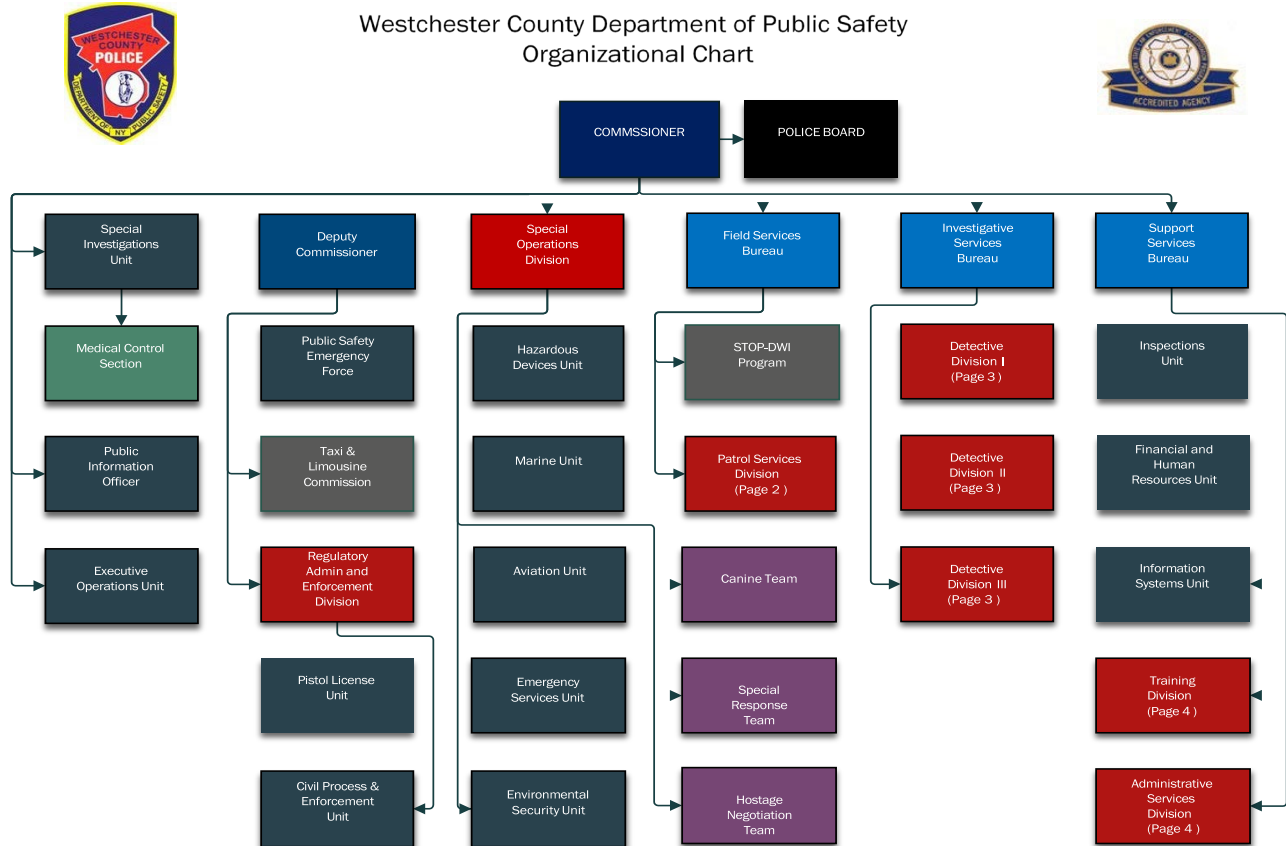 Westchester County Department of Public Safety
Organizational Chart
WESTCHESTER
COUNTY
POLICE
DEPARTMENT OF NY PUBLIC SAFETY
ACCREDITED AGENCY
COMMSSIONER
POLICE BOARD
Special
Investigations
Unit
Deputy
Commissioner
Special
Operations
Division
Field Services
Bureau
Investigative
Services
Bureau
Support
Services
Bureau
Medical Control
Section
Public Safety
Emergency
Force
Hazardous
Devices Unit
STOP-DWI
Program
Detective
Division I
(Page 3 )
Inspections
Unit
Public
Information
Officer
Taxi &
Limousine
Commission
Marine Unit
Patrol Services
Division
(Page 2 )
Detective
Division II
(Page 3 )
Financial and
Human
Resources Unit
Executive
Operations Unit
Regulatory
Admin and
Enforcement
Division
Aviation Unit
Canine Team
Detective
Division III
(Page 3 )
Information
Systems Unit
Pistol License
Unit
Emergency
Services Unit
Special
Response
Team
Training
Division
(Page 4 )
Civil Process &
Enforcement
Unit
Environmental
Security Unit
Hostage
Negotiation
Team
Administrative
Services
Division
(Page 4 )